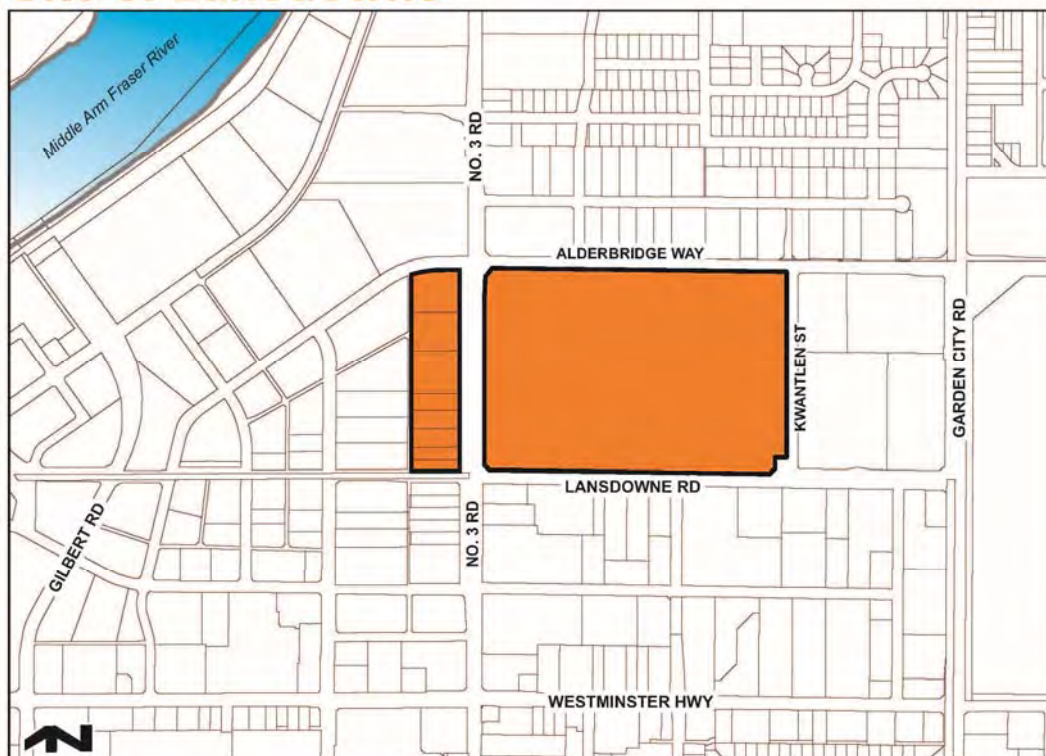 Middle Arm Fraser River
NO. 3 RD
ALDERBRIDGE WAY
KWANTLEN ST
GARDEN CITY RD
LANSDOWNE RD
GILBERT RD
NO. 3 RD
WESTMINSTER HWY
N